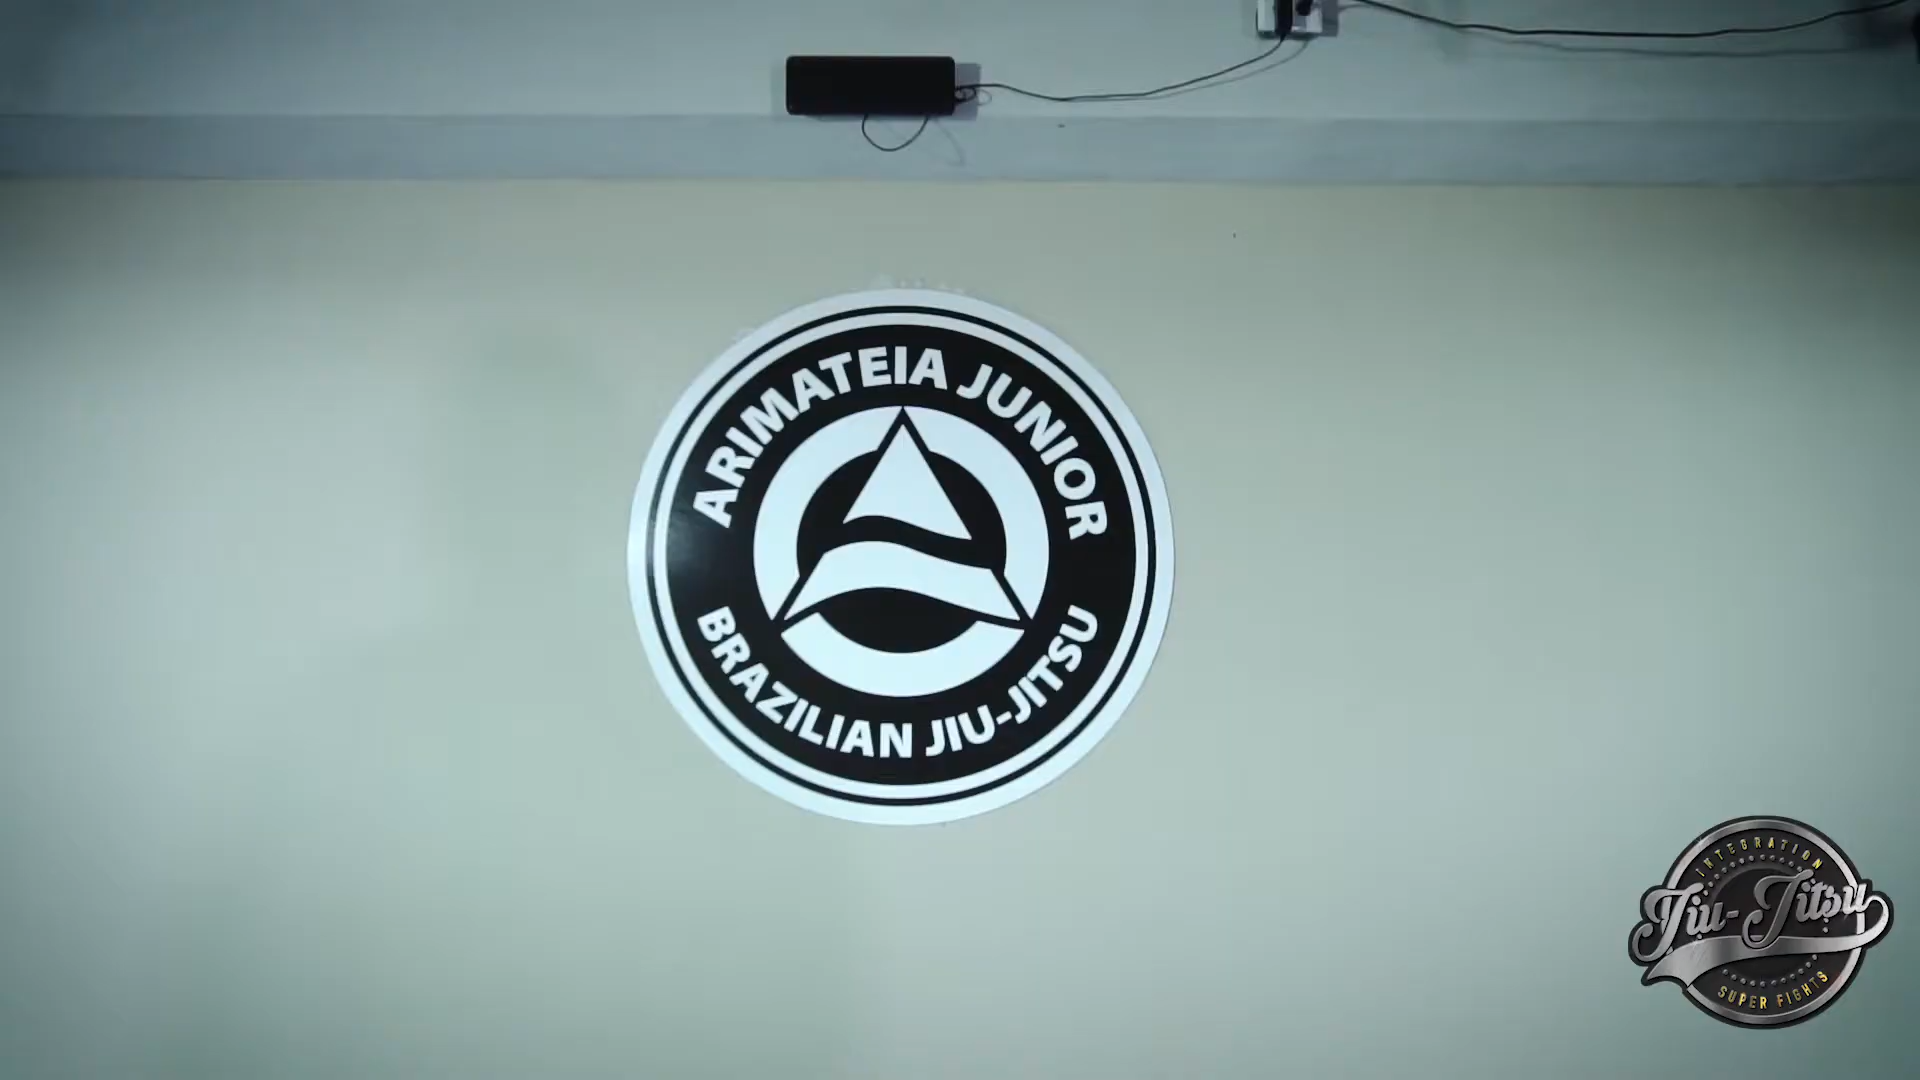 ARIMATEIA JUNIOR
BRAZILIAN JIU-JITSU
INTEGRATION
Jiu-Jitsu
SUPER FIGHTS